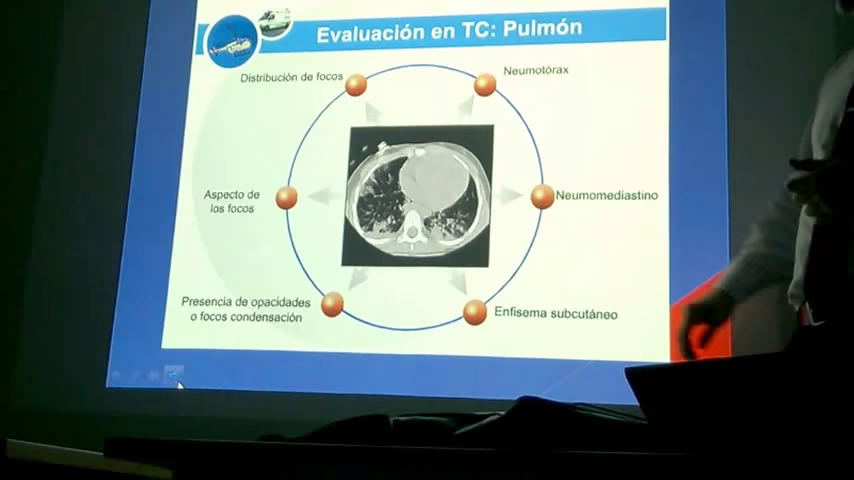 Evaluación en TC: Pulmón
Distribución de focos
Neumotórax
Aspecto de
los focos
Neumomediastino
Presencia de opacidades
o focos condensación
Enfisema subcutáneo